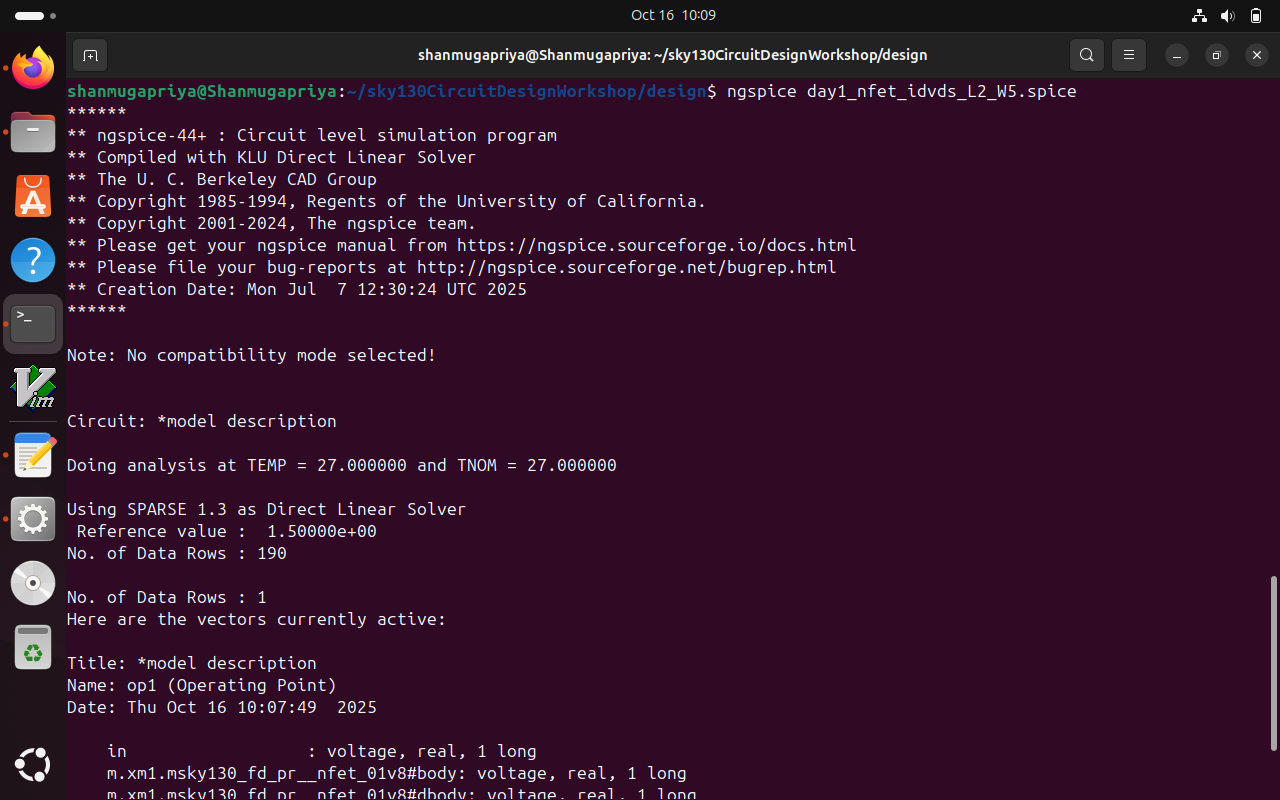 Oct 16 10:09
shanmugapriya@Shanmugapriya: ~/sky130CircuitDesignWorkshop/design
shanmugapriya@Shanmugapriya:~/sky130CircuitDesignWorkshop/design$ ngspice day1_nfet_idvds_L2_W5.spice
******
** ngspice-44+ : Circuit level simulation program
** Compiled with KLU Direct Linear Solver
** The U. C. Berkeley CAD Group
** Copyright 1985-1994, Regents of the University of California.
** Copyright 2001-2024, The ngspice team.
** Please get your ngspice manual from https://ngspice.sourceforge.io/docs.html
** Please file your bug-reports at http://ngspice.sourceforge.net/bugrep.html
** Creation Date: Mon Jul  7 12:30:24 UTC 2025
******
Note: No compatibility mode selected!
Circuit: *model description
Doing analysis at TEMP = 27.000000 and TNOM = 27.000000
Using SPARSE 1.3 as Direct Linear Solver
 Reference value :  1.50000e+00
No. of Data Rows : 190
No. of Data Rows : 1
Here are the vectors currently active:
Title: *model description
Name: op1 (Operating Point)
Date: Thu Oct 16 10:07:49  2025
    in                  : voltage, real, 1 long
    m.xm1.msky130_fd_pr__nfet_01v8#body: voltage, real, 1 long
    m.xm1.msky130_fd_pr__nfet_01v8#dbody: voltage, real, 1 long